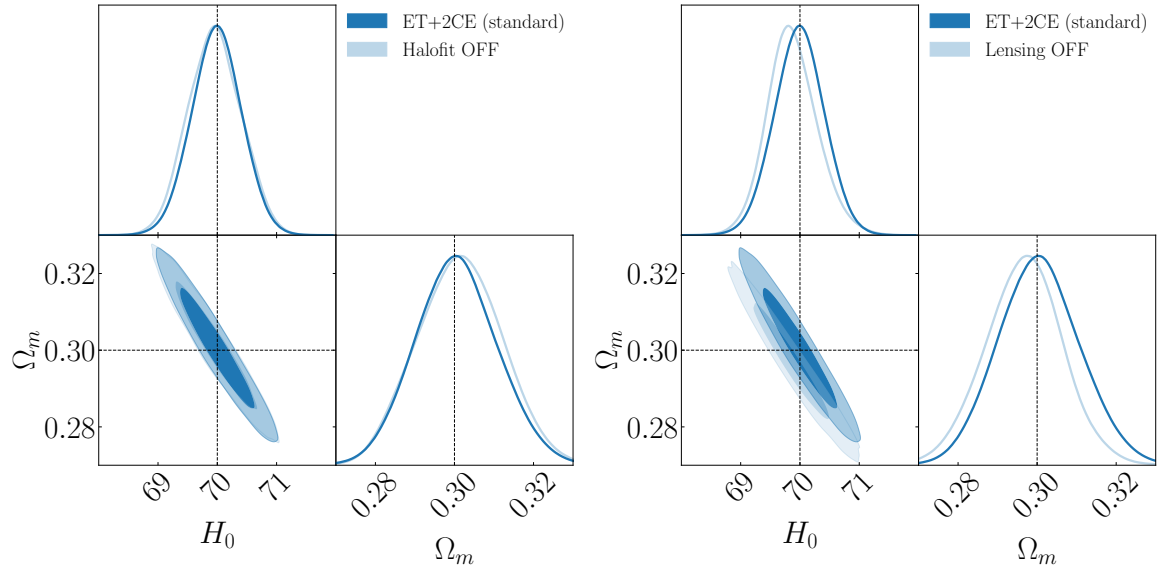 ET+2CE (standard)
Halofit OFF
0.32
0.30
0.28
Ω_m
69
70
71
H_0
0.28
0.30
0.32
Ω_m
ET+2CE (standard)
Lensing OFF
0.32
0.30
0.28
Ω_m
69
70
71
H_0
0.28
0.30
0.32
Ω_m